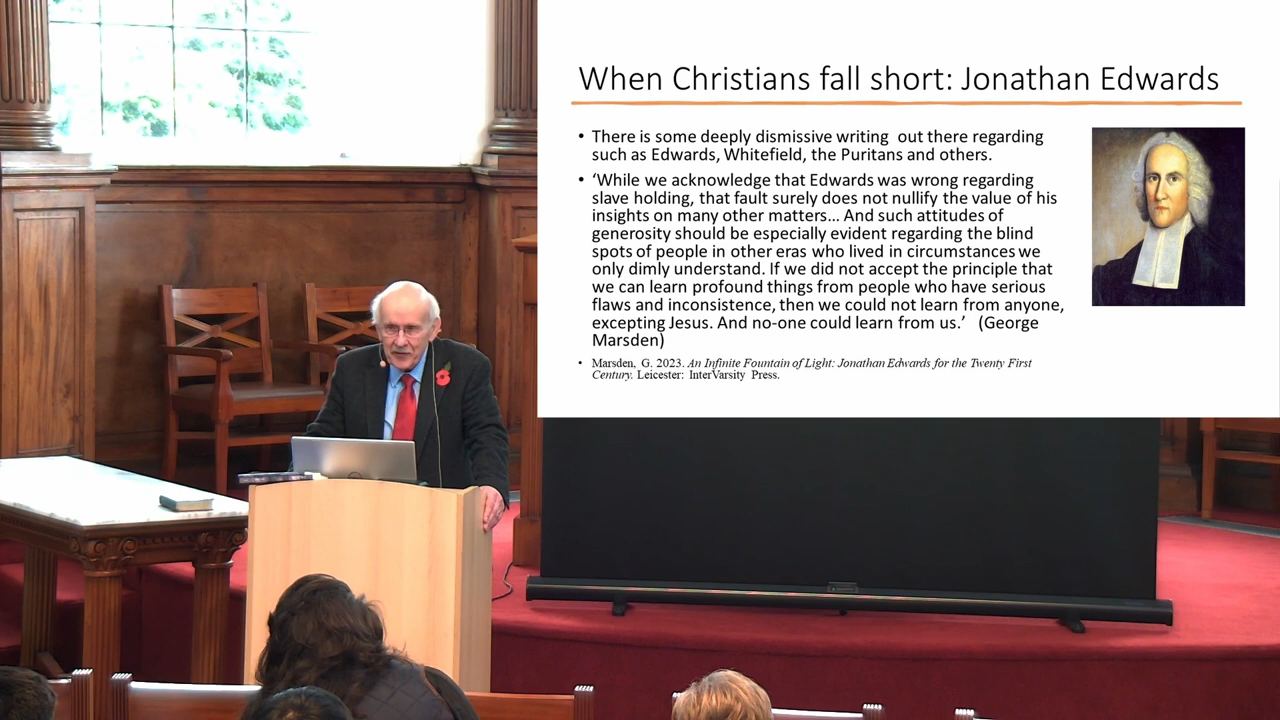 When Christians fall short: Jonathan Edwards
• There is some deeply dismissive writing out there regarding
such as Edwards, Whitefield, the Puritans and others.
• ‘While we acknowledge that Edwards was wrong regarding
slave holding, that fault surely does not nullify the value of his
insights on many other matters... And such attitudes of
generosity should be especially evident regarding the blind
spots of people in other eras who lived in circumstances we
only dimly understand. If we did not accept the principle that
we can learn profound things from people who have serious
flaws and inconsistence, then we could not learn from anyone,
excepting Jesus. And no-one could learn from us.’ (George
Marsden)
• Marsden, G. 2023. An Infinite Fountain of Light: Jonathan Edwards for the Twenty First
Century. Leicester: InterVarsity Press.